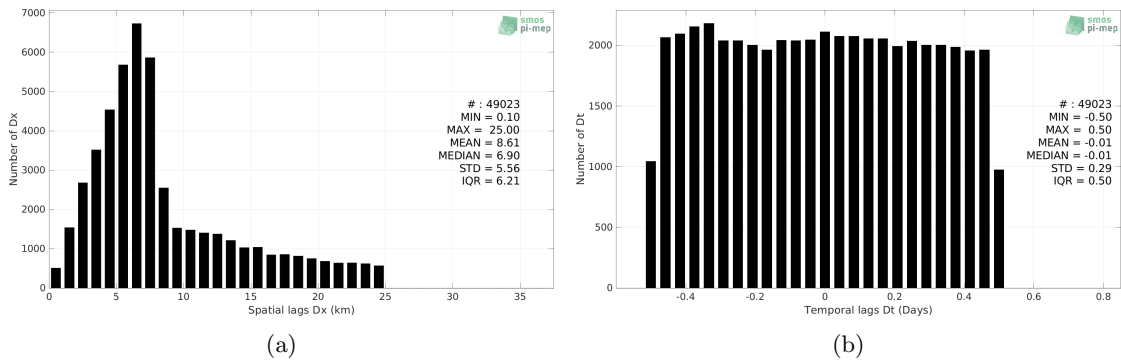 7000
6000
5000
4000
3000
2000
1000
0
Number of Dx
smos
pi-mep
# : 49023
MIN = 0.10
MAX = 25.00
MEAN = 8.61
MEDIAN = 6.90
STD = 5.56
IQR = 6.21
0 5 10 15 20 25 30 35
Spatial lags Dx (km)
(a)
2000
1500
1000
500
0
Number of Dt
smos
pi-mep
# : 49023
MIN = -0.50
MAX = 0.50
MEAN = -0.01
MEDIAN = -0.01
STD = 0.29
IQR = 0.50
-0.4 -0.2 0 0.2 0.4 0.6 0.8
Temporal lags Dt (Days)
(b)